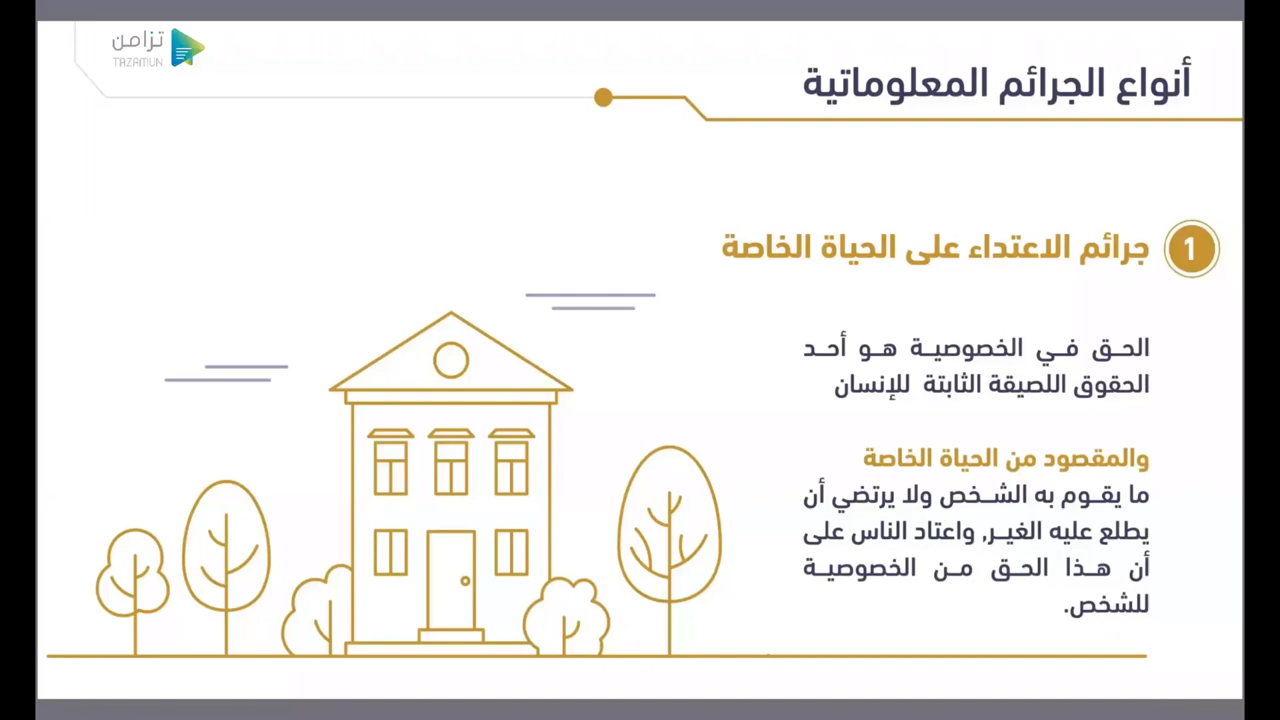 تزامن
TAZAMUN
أنواع الجرائم المعلوماتية
1
جرائم الاعتداء على الحياة الخاصة
الحق في الخصوصية هو أحد
الحقوق اللصيقة الثابتة للإنسان
والمقصود من الحياة الخاصة
ما يقوم به الشخص ولا يرتضي أن
يطلع عليه الغير, واعتاد الناس على
أن هذا الحق من الخصوصية
للشخص.